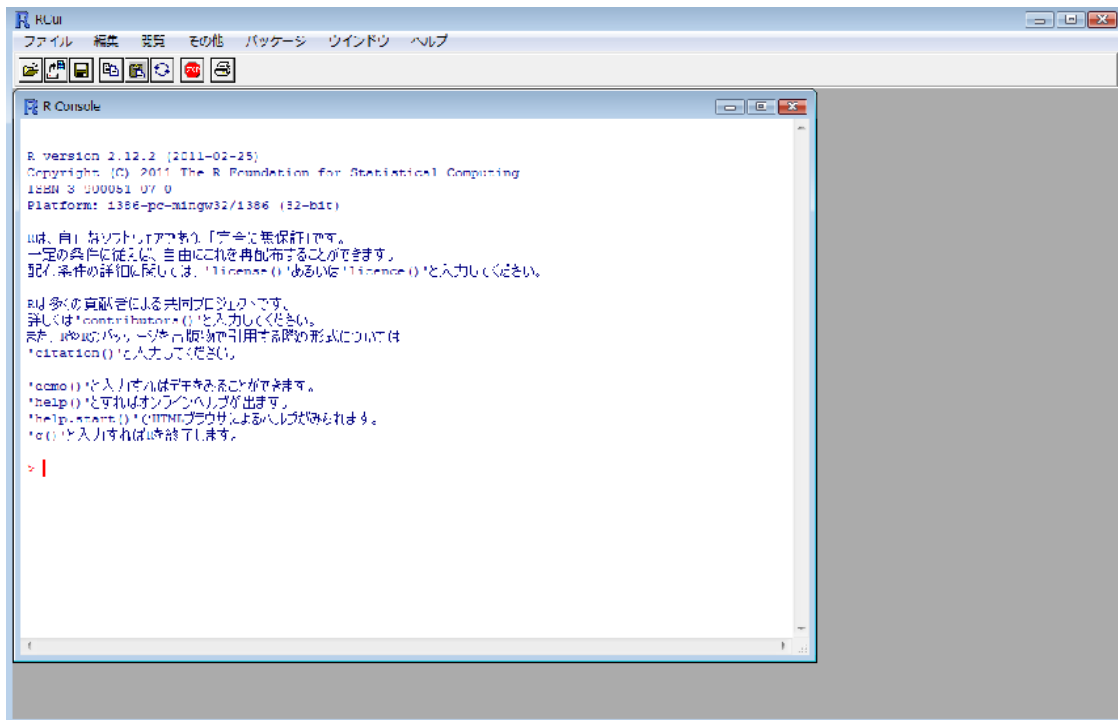 RGui
ファイル 編集 閲覧 その他 パッケージ ウインドウ ヘルプ
STOP
R Console
R version 2.12.2 (2011-02-25)
Copyright (C) 2011 The R Foundation for Statistical Computing
ISBN 3-900051-07-0
Platform: i386-pc-mingw32/i386 (32-bit)
Rは、自由なソフトウェアであり、「完全に無保証」です。
一定の条件に従えば、自由にこれを再配布することができます。
配布条件の詳細に関しては、'license()'あるいは'licence()'と入力してください。
Rは多くの貢献者による共同プロジェクトです。
詳しくは'contributors()'と入力してください。
また、RやRのパッケージを出版物で引用する際の形式については
'citation()'と入力してください。
'demo()'と入力すればデモをみることができます。
'help()'とすればオンラインヘルプが出ます。
'help.start()'でHTMLブラウザによるヘルプがみられます。
'q()'と入力すればRを終了します。
>